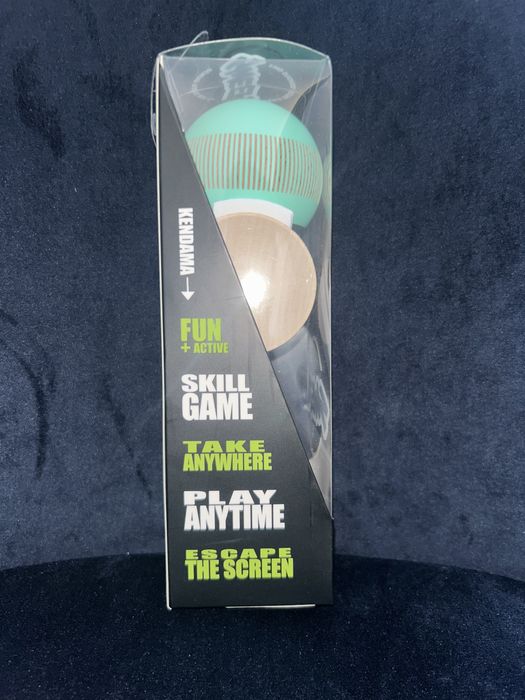 KENDAMA →
FUN
+ ACTIVE
SKILL
GAME
TAKE
ANYWHERE
PLAY
ANYTIME
ESCAPE
THE SCREEN